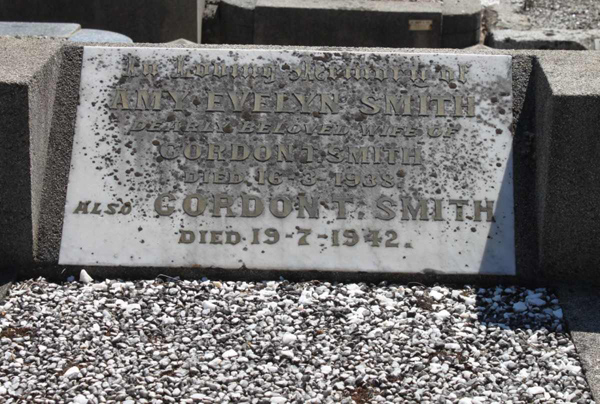 In Loving Memory of
AMY EVELYN SMITH
DEARLY BELOVED WIFE OF
GORDON T. SMITH
DIED 16-3-1938.
ALSO GORDON T. SMITH
DIED 19-7-1942.